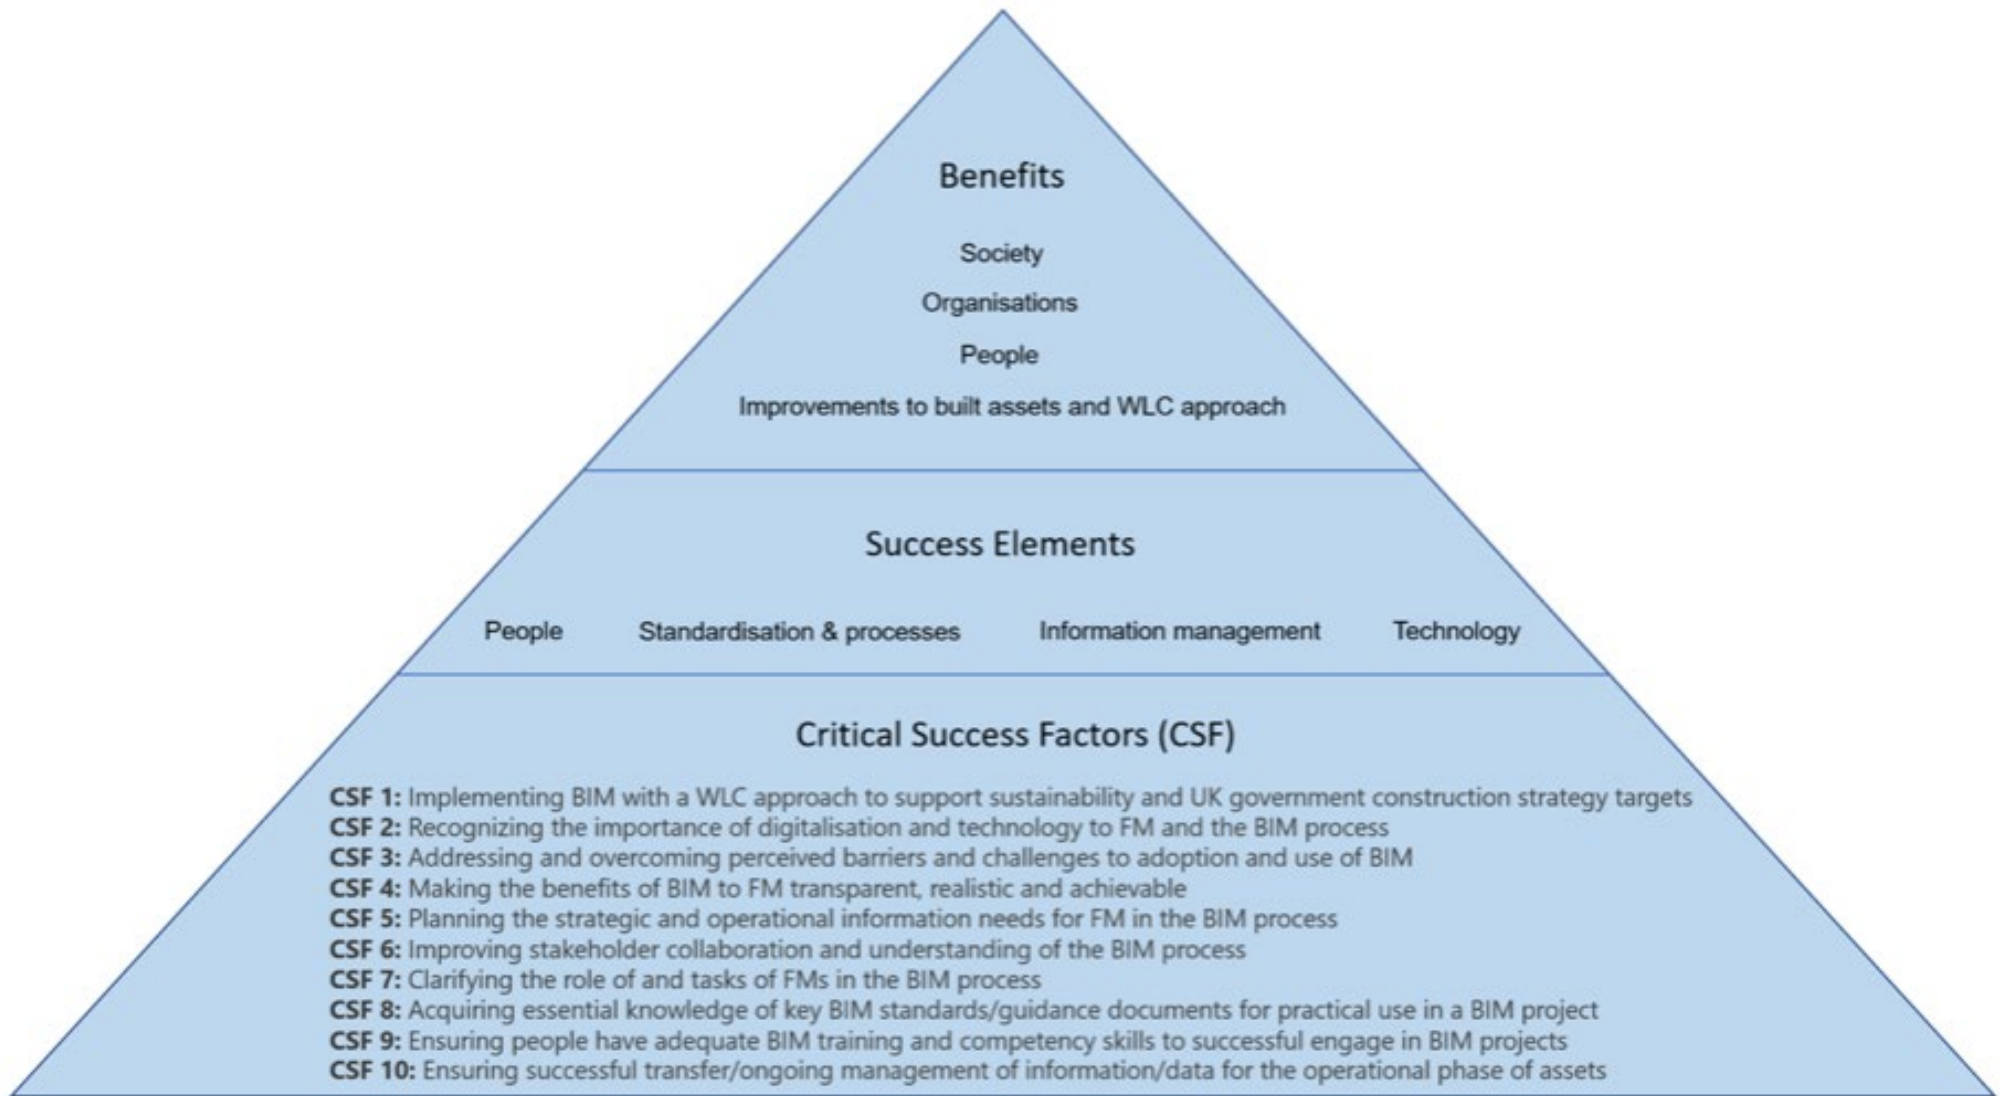 Benefits
Society
Organisations
People
Improvements to built assets and WLC approach
Success Elements
People Standardisation & processes Information management Technology
Critical Success Factors (CSF)
CSF 1: Implementing BIM with a WLC approach to support sustainability and UK government construction strategy targets
CSF 2: Recognizing the importance of digitalisation and technology to FM and the BIM process
CSF 3: Addressing and overcoming perceived barriers and challenges to adoption and use of BIM
CSF 4: Making the benefits of BIM to FM transparent, realistic and achievable
CSF 5: Planning the strategic and operational information needs for FM in the BIM process
CSF 6: Improving stakeholder collaboration and understanding of the BIM process
CSF 7: Clarifying the role of and tasks of FMs in the BIM process
CSF 8: Acquiring essential knowledge of key BIM standards/guidance documents for practical use in a BIM project
CSF 9: Ensuring people have adequate BIM training and competency skills to successful engage in BIM projects
CSF 10: Ensuring successful transfer/ongoing management of information/data for the operational phase of assets